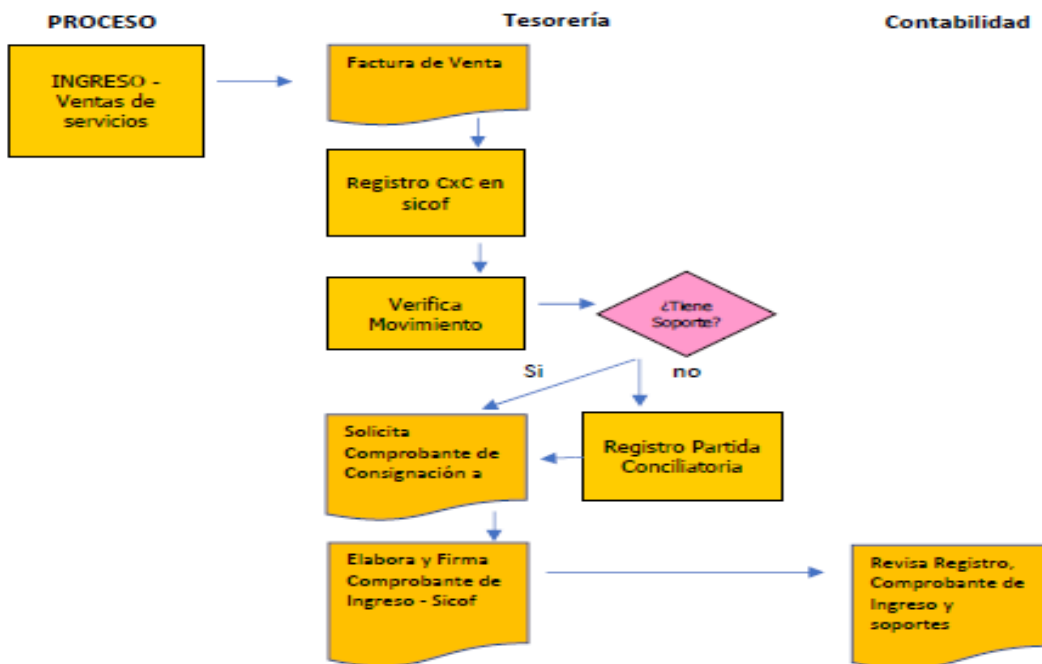 PROCESO
Tesorería
Contabilidad
INGRESO -
Ventas de
servicios
Factura de Venta
Registro CxC en
sicof
Verifica
Movimiento
¿Tiene
Soporte?
Si
no
Solicita
Comprobante de
Consignación a
Registro Partida
Conciliatoria
Elabora y Firma
Comprobante de
Ingreso - Sicof
Revisa Registro,
Comprobante de
Ingreso y
soportes